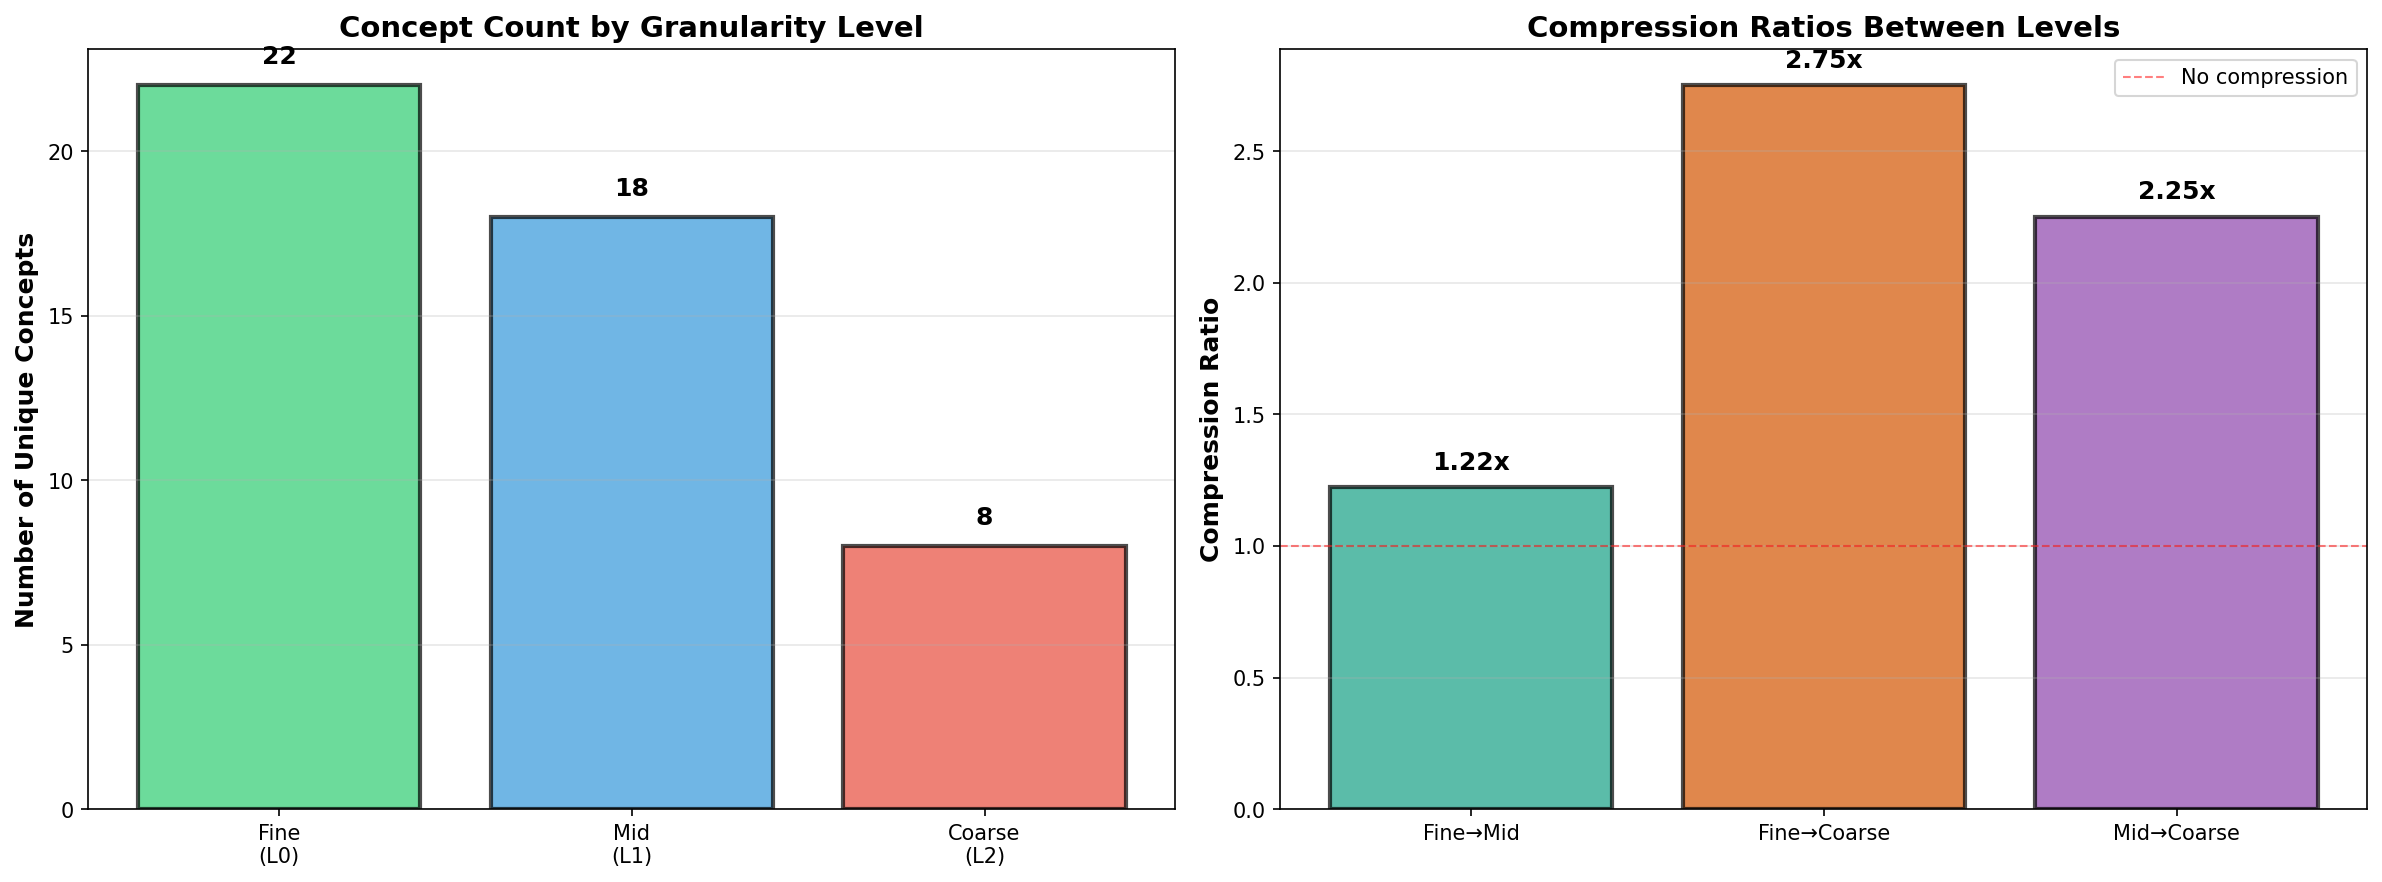 Concept Count by Granularity Level
Number of Unique Concepts
20
15
10
5
0
22
18
8
Fine
(L0)
Mid
(L1)
Coarse
(L2)
Compression Ratios Between Levels
Compression Ratio
2.5
2.0
1.5
1.0
0.5
0.0
No compression
1.22x
2.75x
2.25x
Fine→Mid
Fine→Coarse
Mid→Coarse